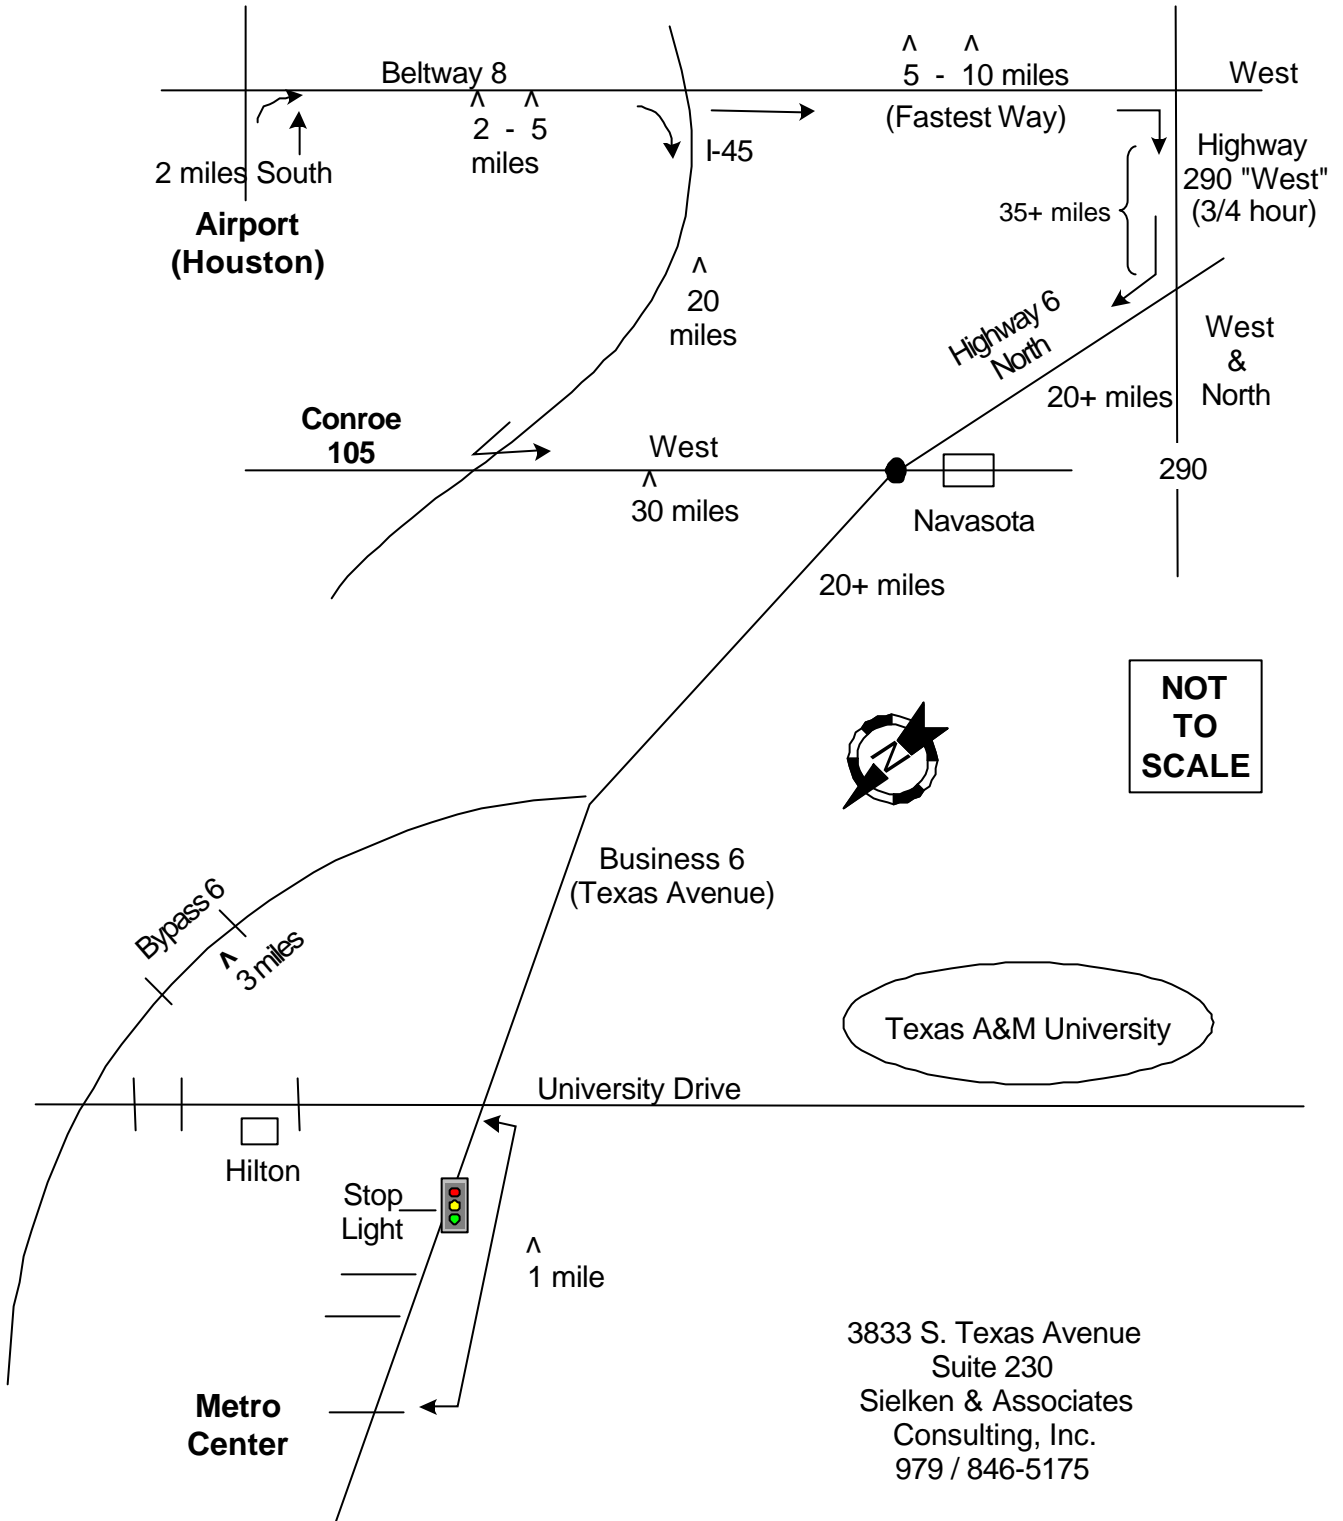 ^ ^
5 - 10 miles
Beltway 8
West
(Fastest Way)
^ ^
2 - 5
miles
I-45
2 miles South
Airport
(Houston)
Highway
290 "West"
(3/4 hour)
35+ miles
^
20
miles
Highway 6
North
West
&
North
20+ miles
Conroe
105
West
^
30 miles
290
Navasota
20+ miles
NOT
TO
SCALE
N
Business 6
(Texas Avenue)
Bypass 6
^
3 miles
Texas A&M University
University Drive
Hilton
Stop
Light
^
1 mile
Metro
Center
3833 S. Texas Avenue
Suite 230
Sielken & Associates
Consulting, Inc.
979 / 846-5175